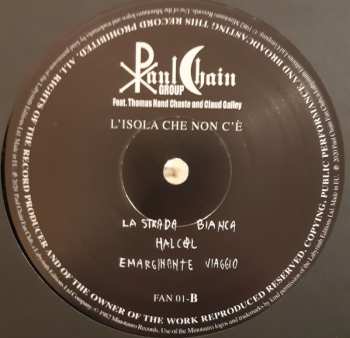 Paul Chain
GROUP
Feat. Thomas Hand Chaste and Claud Galley
L'ISOLA CHE NON C'È
LA STRADA BIANCA
HALCOL
EMARGINANTE VIAGGIO
FAN 01-B
ALL RIGHTS OF THE RECORD PRODUCER AND OF THE OWNER OF THE WORK REPRODUCED RESERVED. COPYING, PUBLIC PERFORMANCE AND BROADCASTING THIS RECORD PROHIBITED.